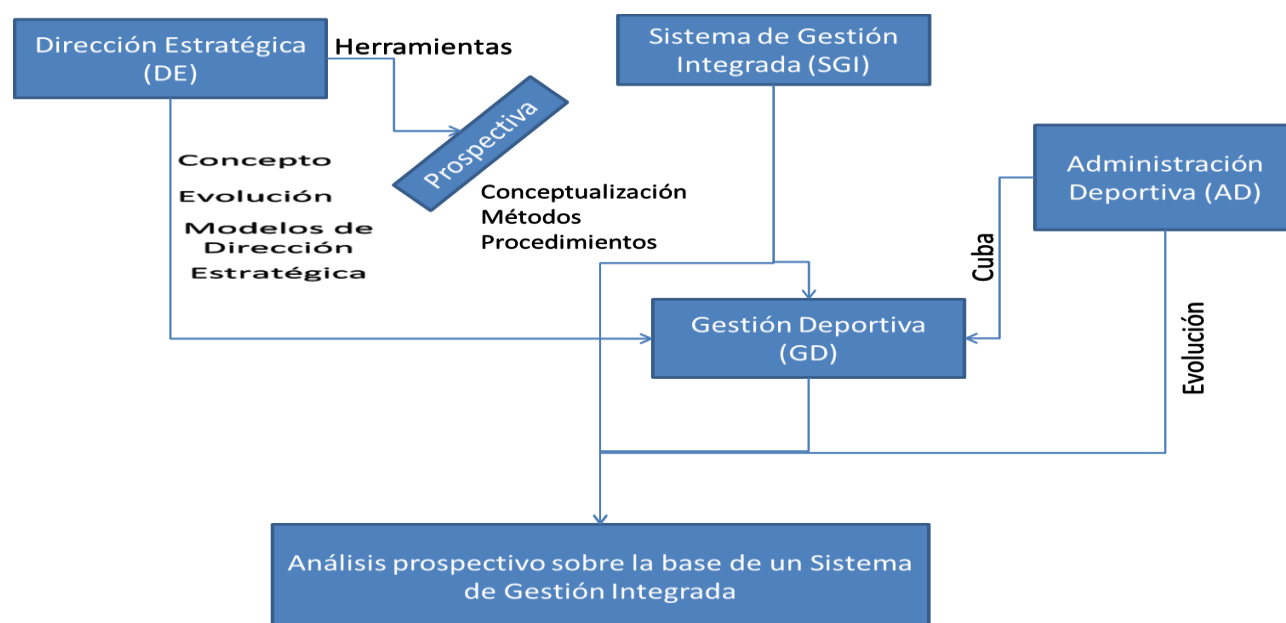 Dirección Estratégica
(DE)
Herramientas
Sistema de Gestión
Integrada (SGI)
Prospectiva
Administración
Deportiva (AD)
Concepto
Evolución
Modelos de
Dirección
Estratégica
Conceptualización
Métodos
Procedimientos
Cuba
Evolución
Gestión Deportiva
(GD)
Análisis prospectivo sobre la base de un Sistema
de Gestión Integrada